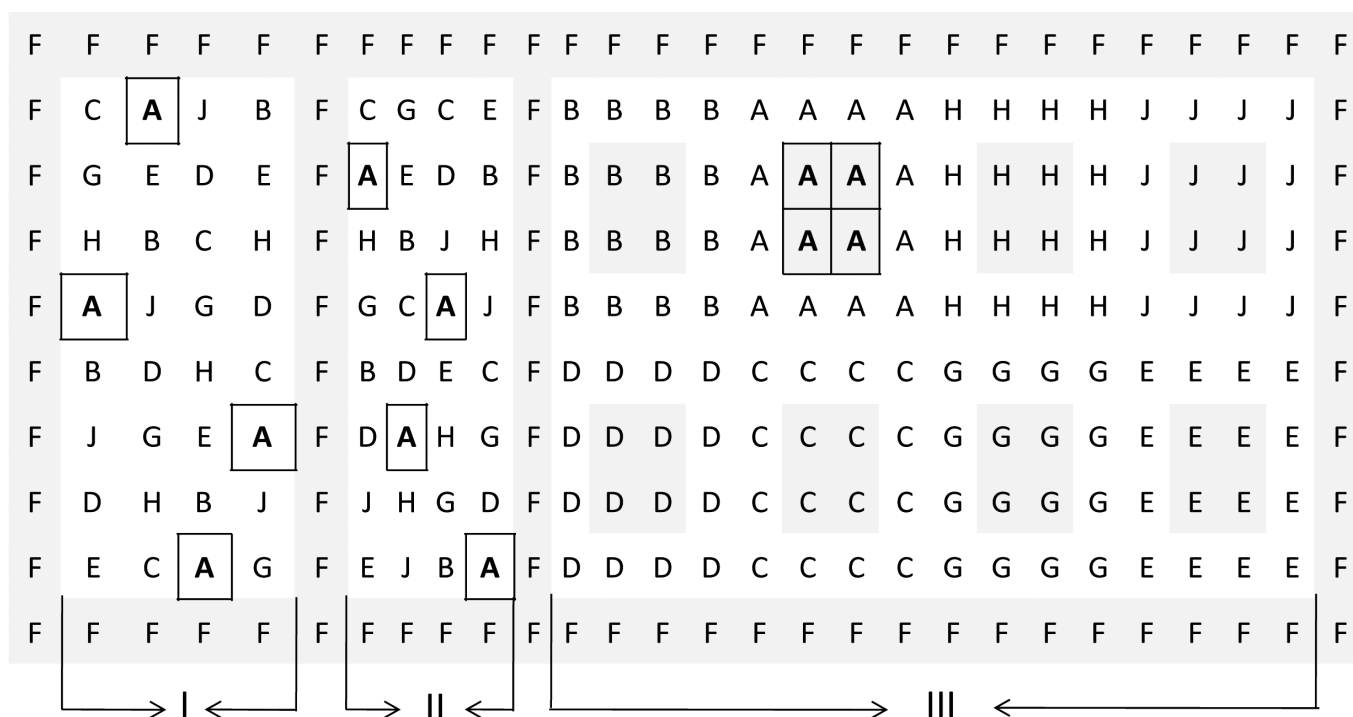 F F F F F F F F F F F F F F F F F F F F F F F F F F F
F C A J B F C G C E F B B B B A A A A H H H H J J J J F
F G E D E F A E D B F B B B B A A A A H H H H J J J J F
F H B C H F H B J H F B B B B A A A A H H H H J J J J F
F A J G D F G C A J F B B B B A A A A H H H H J J J J F
F B D H C F B D E C F D D D D C C C C G G G G E E E E F
F J G E A F D A H G F D D D D C C C C G G G G E E E E F
F D H B J F J H G D F D D D D C C C C G G G G E E E E F
F E C A G F E J B A F D D D D C C C C G G G G E E E E F
F F F F F F F F F F F F F F F F F F F F F F F F F F F F
I II III